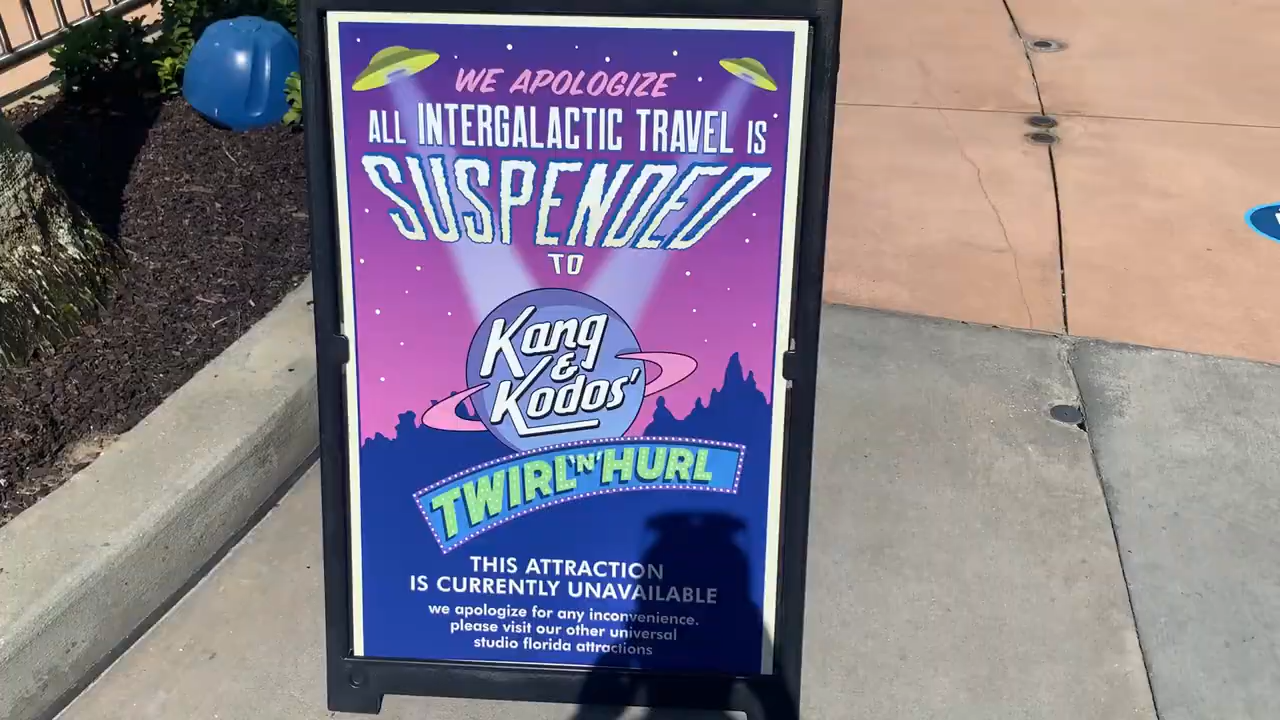 WE APOLOGIZE
ALL INTERGALACTIC TRAVEL IS
SUSPENDED
TO
Kang
&
Kodos'
TWIRL 'N' HURL
THIS ATTRACTION
IS CURRENTLY UNAVAILABLE
we apologize for any inconvenience.
please visit our other universal
studio florida attractions